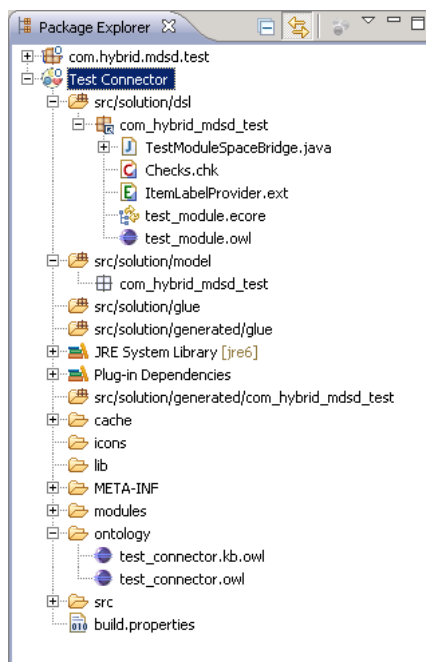 Package Explorer
com.hybrid.mdsd.test
Test Connector
src/solution/dsl
com_hybrid_mdsd_test
TestModuleSpaceBridge.java
Checks.chk
ItemLabelProvider.ext
test_module.ecore
test_module.owl
src/solution/model
com_hybrid_mdsd_test
src/solution/glue
src/solution/generated/glue
JRE System Library [jre6]
Plug-in Dependencies
src/solution/generated/com_hybrid_mdsd_test
cache
icons
lib
META-INF
modules
ontology
test_connector.kb.owl
test_connector.owl
src
build.properties